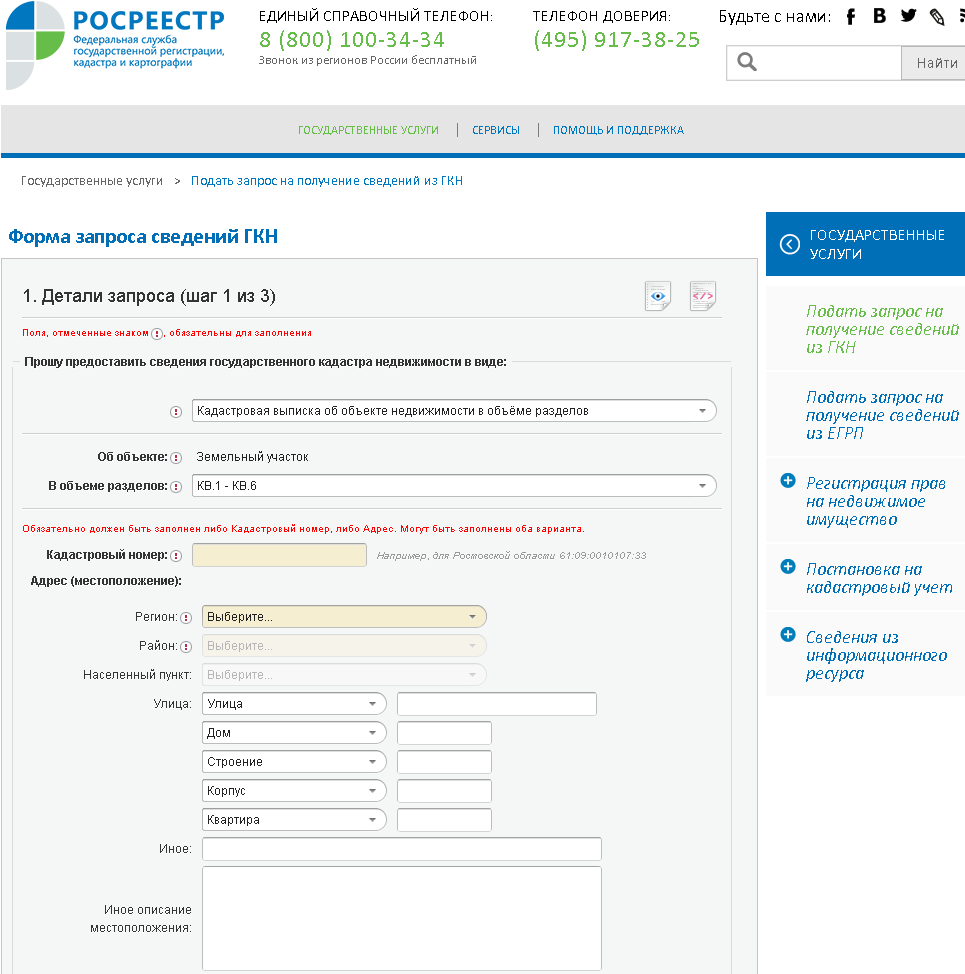 РОСРЕЕСТР
Федеральная служба
государственной регистрации,
кадастра и картографии
ЕДИНЫЙ СПРАВОЧНЫЙ ТЕЛЕФОН:
8 (800) 100-34-34
Звонок из регионов России бесплатный
ТЕЛЕФОН ДОВЕРИЯ:
(495) 917-38-25
Будьте с нами:
Найти
ГОСУДАРСТВЕННЫЕ УСЛУГИ | СЕРВИСЫ | ПОМОЩЬ И ПОДДЕРЖКА
Государственные услуги > Подать запрос на получение сведений из ГКН
Форма запроса сведений ГКН
1. Детали запроса (шаг 1 из 3)
Поля, отмеченные знаком (!), обязательны для заполнения
Прошу предоставить сведения государственного кадастра недвижимости в виде:
Кадастровая выписка об объекте недвижимости в объёме разделов
Об объекте: Земельный участок
В объеме разделов: КВ.1 - КВ.6
Обязательно должен быть заполнен либо Кадастровый номер, либо Адрес. Могут быть заполнены оба варианта.
Кадастровый номер: Например, для Ростовской области 61:09:0010107:33
Адрес (местоположение):
Регион: Выберите...
Район: Выберите...
Населенный пункт: Выберите...
Улица: Улица
Дом
Строение
Корпус
Квартира
Иное:
Иное описание
местоположения:
ГОСУДАРСТВЕННЫЕ
УСЛУГИ
Подать запрос на
получение сведений
из ГКН
Подать запрос на
получение сведений
из ЕГРП
Регистрация прав
на недвижимое
имущество
Постановка на
кадастровый учет
Сведения из
информационного
ресурса